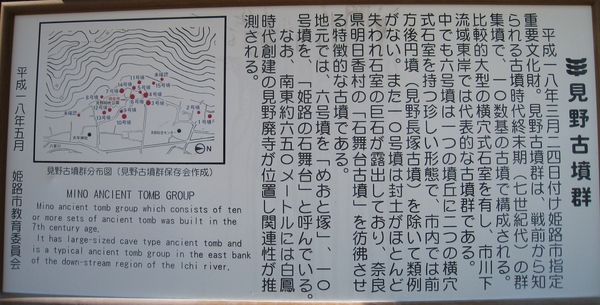 見野古墳群
平成一八年三月二四日付け姫路市指定
重要文化財。見野古墳群は、戦前から知
られる古墳時代終末期（七世紀代）の群
集墳で、一〇数基の古墳で構成される。
比較的大型の横穴式石室を有し、市川下
流域東岸では代表的な古墳群である。
中でも六号墳は一つの墳丘に二つの横穴
式石室を持つ珍しい形態で、市内では前
方後円墳（見野長塚古墳）を除いて類例
がない。また一〇号墳は封土がほとんど
失われ石室の巨石が露出しており、奈良
県明日香村の「石舞台古墳」を彷彿させ
る特徴的な古墳である。
地元では、六号墳を「めおと塚」、一〇
号墳を、「姫路の石舞台」と呼んでいる。
なお、南東約六五〇メートルには白鳳
時代創建の見野廃寺が位置し関連性が推
測される。
見野古墳群分布図（見野古墳群保存会作成）
N
MINO ANCIENT TOMB GROUP
Mino ancient tomb group which consists of ten
or more sets of ancient tomb was built in the
7th century age.
It has large-sized cave type ancient tomb and
is a typical ancient tomb group in the east bank
of the down-stream region of the Ichi river.
平成一八年五月　姫路市教育委員会